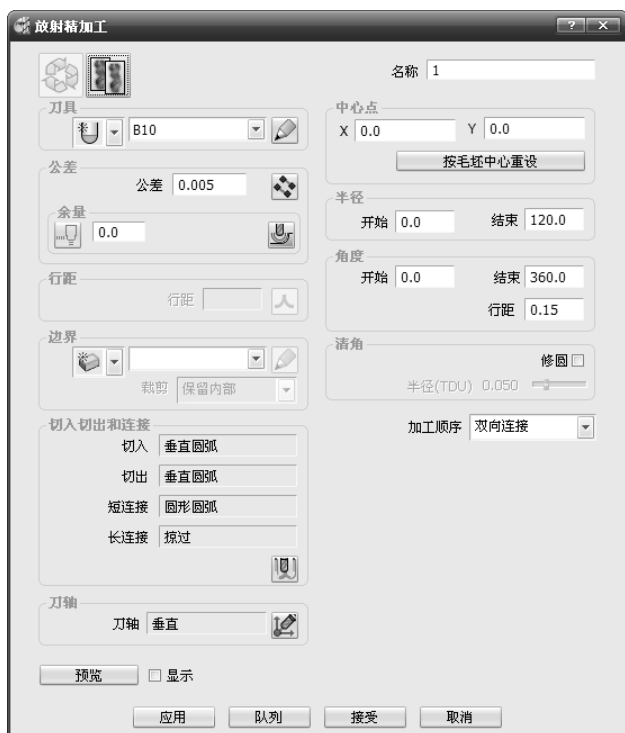 放射精加工
名称 1
刀具
B10
公差
公差 0.005
余量
0.0
行距
行距
边界
裁剪 保留内部
切入切出和连接
切入 垂直圆弧
切出 垂直圆弧
短连接 圆形圆弧
长连接 掠过
刀轴
刀轴 垂直
预览 显示
中心点
X 0.0 Y 0.0
按毛坯中心重设
半径
开始 0.0 结束 120.0
角度
开始 0.0 结束 360.0
行距 0.15
清角
修圆
半径(TDU) 0.050
加工顺序 双向连接
应用 队列 接受 取消